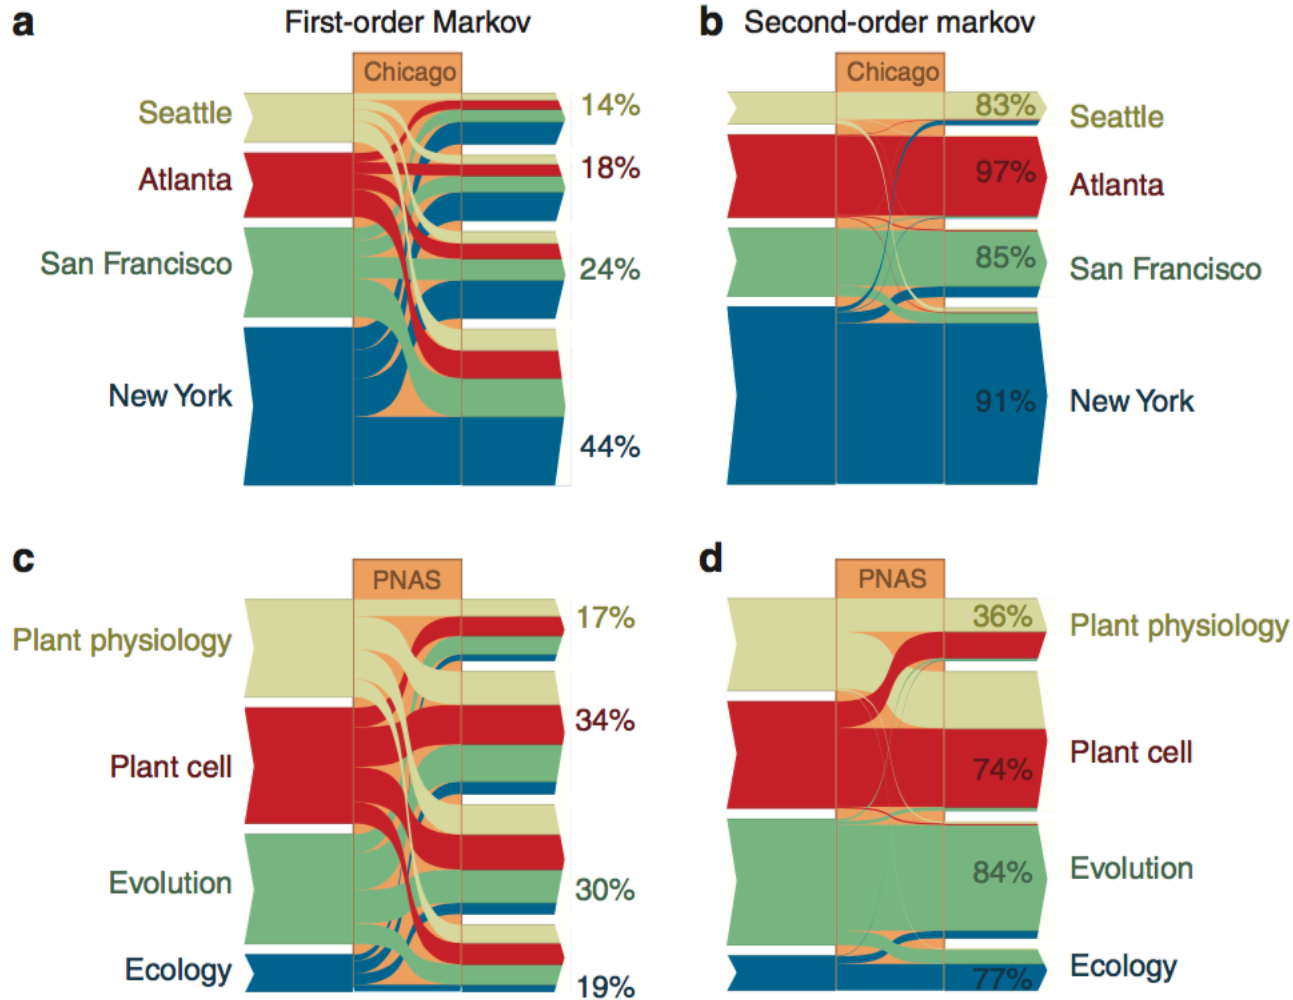 a First-order Markov
Chicago
Seattle
Atlanta
San Francisco
New York
14%
18%
24%
44%
b Second-order markov
Chicago
83%
97%
85%
91%
Seattle
Atlanta
San Francisco
New York
c
PNAS
Plant physiology
Plant cell
Evolution
Ecology
17%
34%
30%
19%
d
PNAS
36%
74%
84%
77%
Plant physiology
Plant cell
Evolution
Ecology